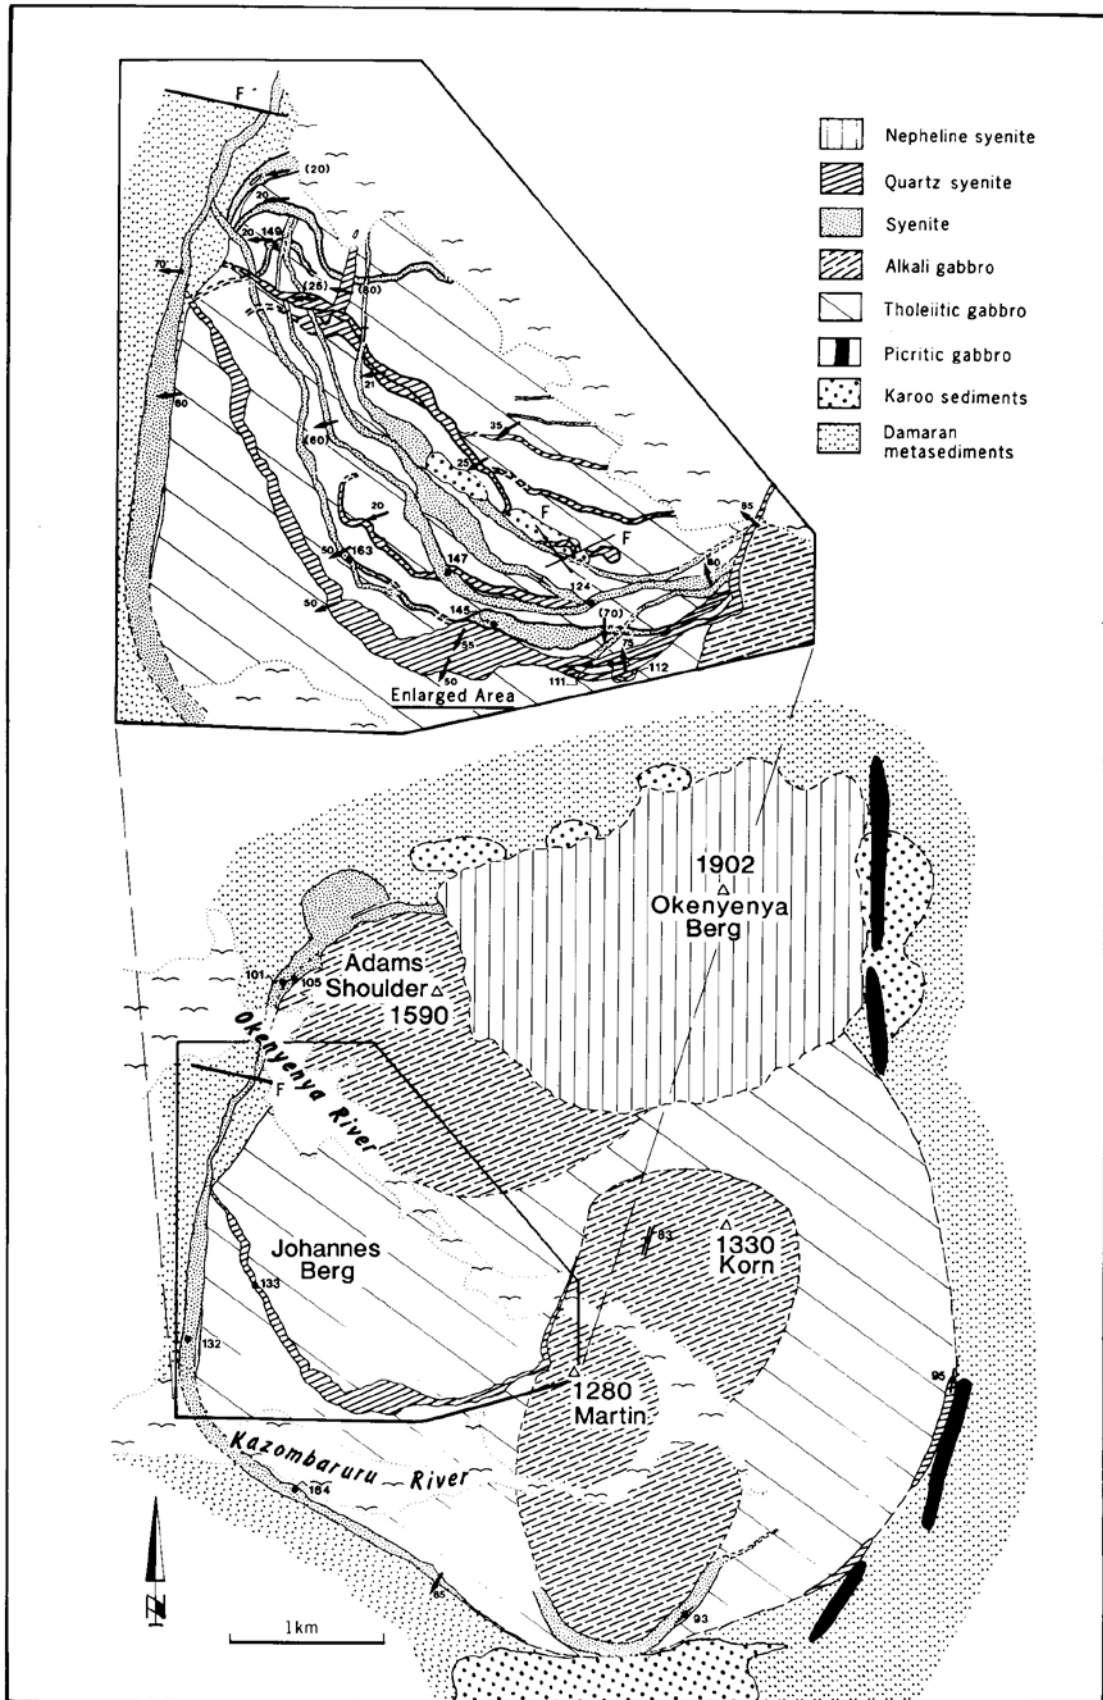 F
(20)
20
20
149
70
(25)
(80)
60
21
(60)
35
25
20
F
F
85
50
163
147
124
80
50
145
(70)
55
75
50
111
112
Enlarged Area
Nepheline syenite
Quartz syenite
Syenite
Alkali gabbro
Tholeiitic gabbro
Picritic gabbro
Karoo sediments
Damaran
metasediments
1902
Okenyenya
Berg
101
105
Adams
Shoulder
1590
Okenyenya River
F
83
1330
Korn
Johannes
Berg
133
132
1280
Martin
95
Kazombaruru River
164
85
93
N
1km